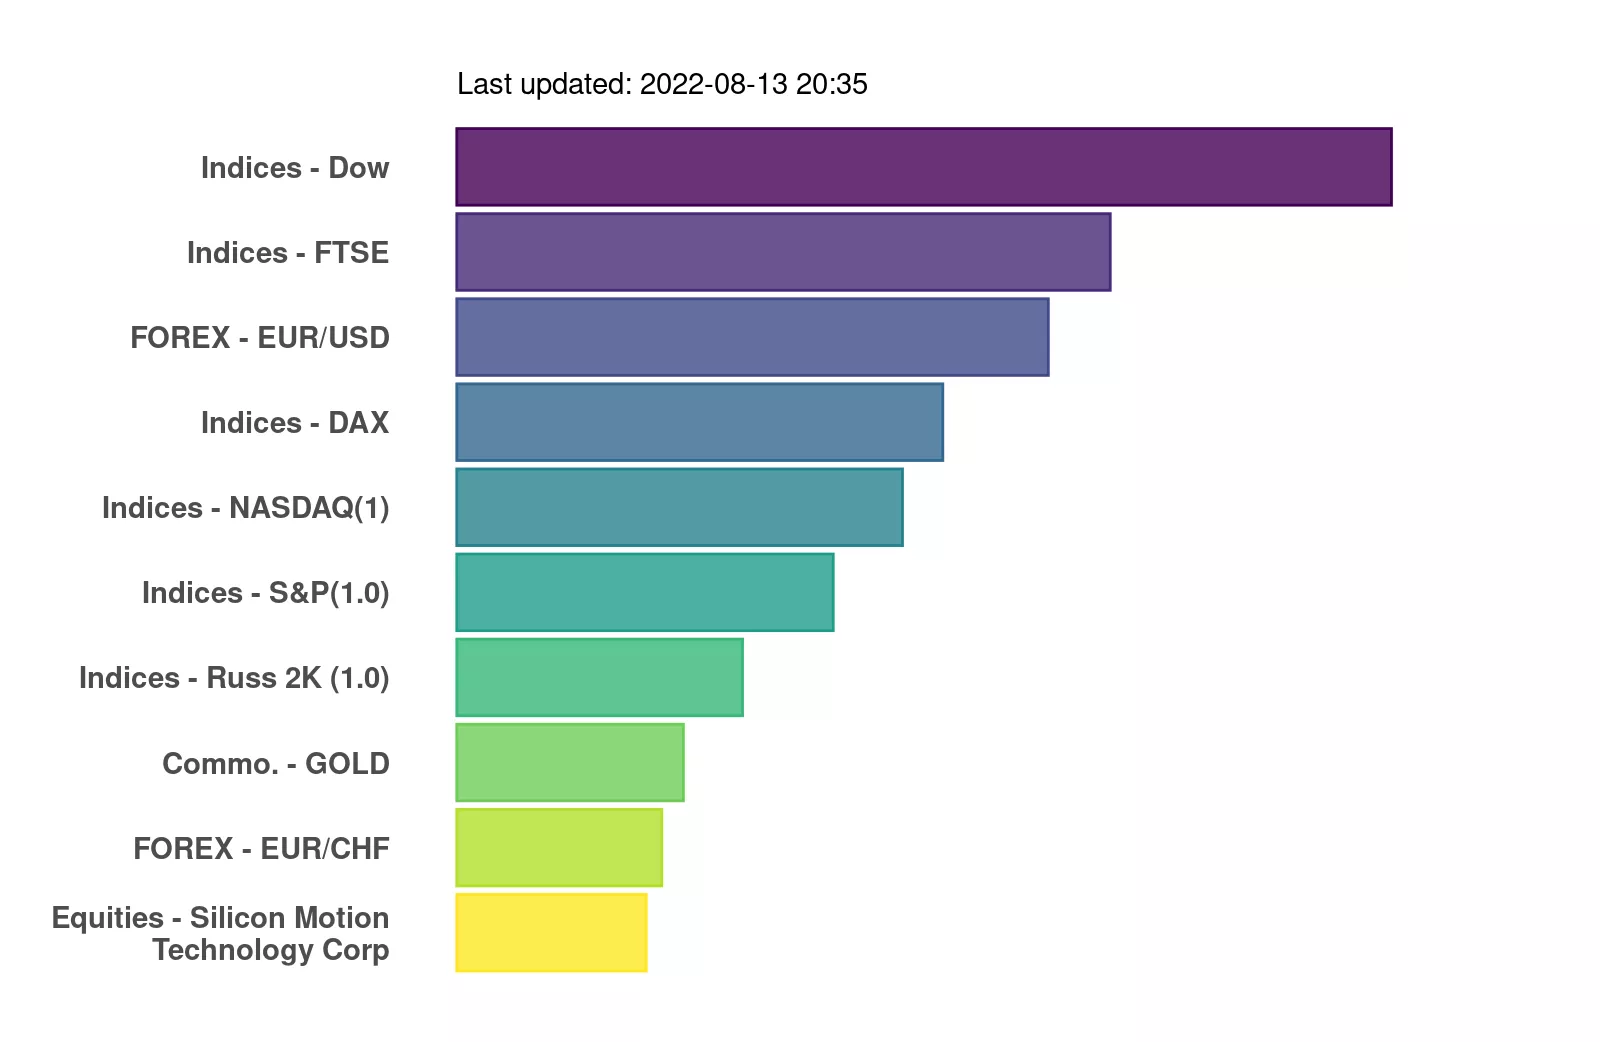 Last updated: 2022-08-13 20:35
Indices - Dow
Indices - FTSE
FOREX - EUR/USD
Indices - DAX
Indices - NASDAQ(1)
Indices - S&P(1.0)
Indices - Russ 2K (1.0)
Commo. - GOLD
FOREX - EUR/CHF
Equities - Silicon Motion
Technology Corp